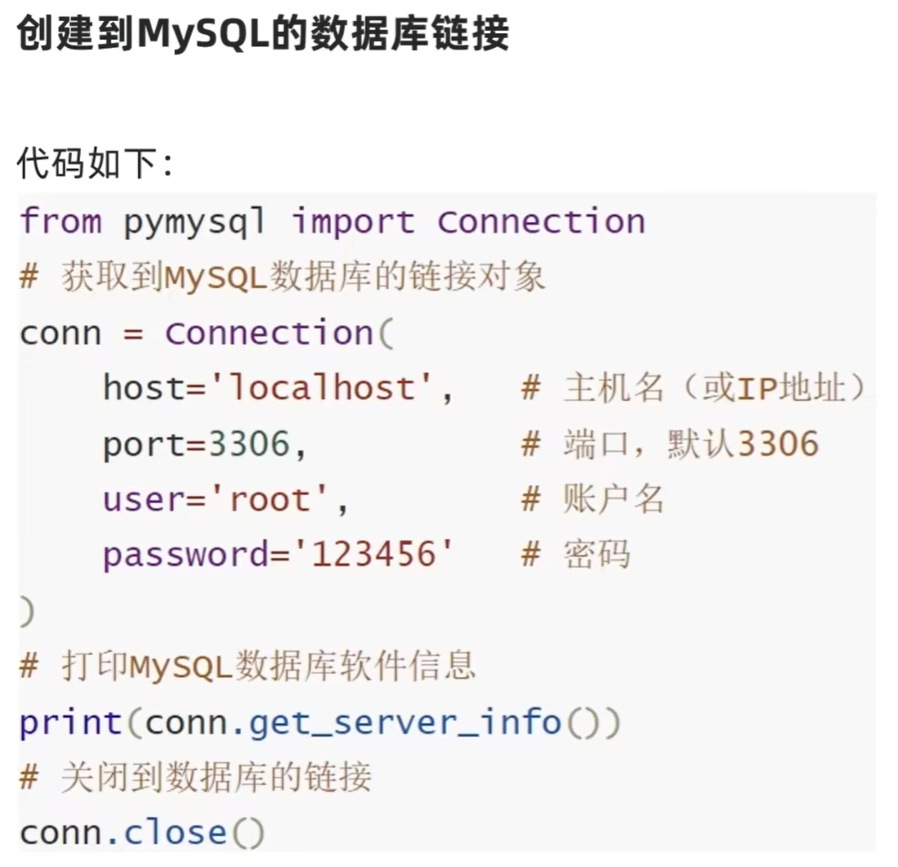 创建到MySQL的数据库链接
代码如下：
from pymysql import Connection
# 获取到MySQL数据库的链接对象
conn = Connection(
    host='localhost',   # 主机名（或IP地址）
    port=3306,          # 端口，默认3306
    user='root',        # 账户名
    password='123456'   # 密码
)
# 打印MySQL数据库软件信息
print(conn.get_server_info())
# 关闭到数据库的链接
conn.close()